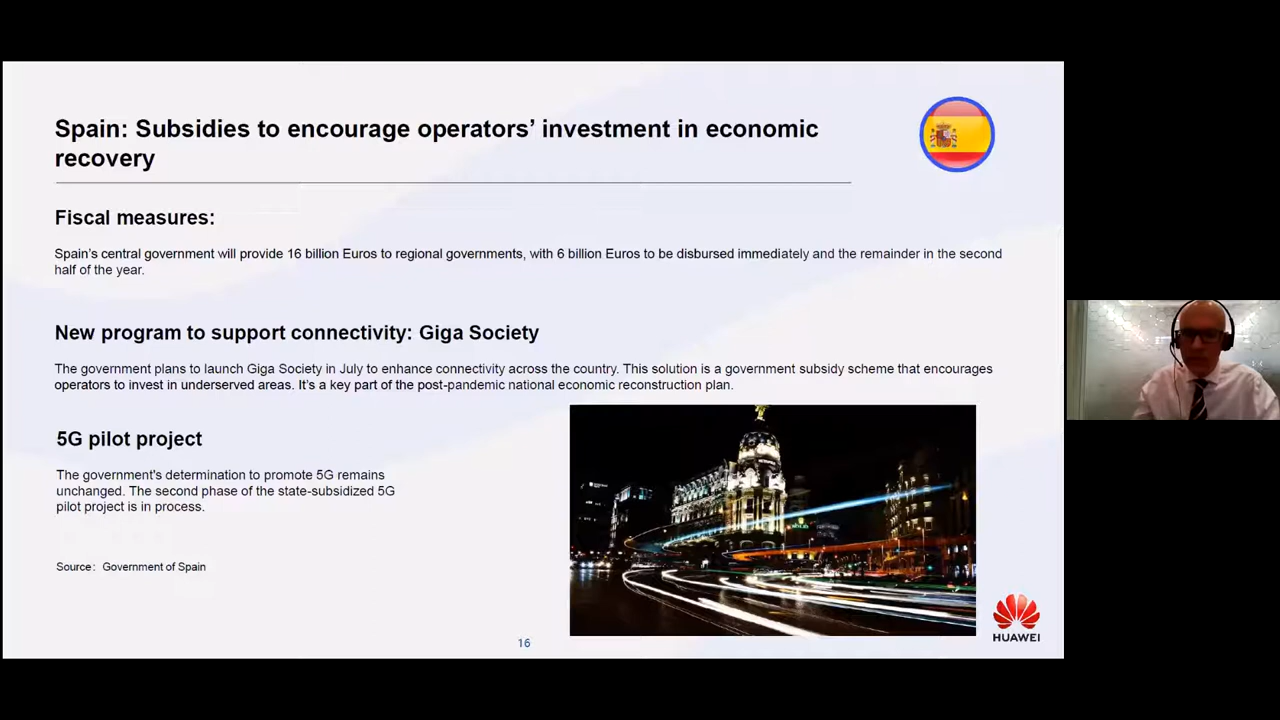 Spain: Subsidies to encourage operators’ investment in economic
recovery
Fiscal measures:
Spain’s central government will provide 16 billion Euros to regional governments, with 6 billion Euros to be disbursed immediately and the remainder in the second
half of the year.
New program to support connectivity: Giga Society
The government plans to launch Giga Society in July to enhance connectivity across the country. This solution is a government subsidy scheme that encourages
operators to invest in underserved areas. It’s a key part of the post-pandemic national economic reconstruction plan.
5G pilot project
The government's determination to promote 5G remains
unchanged. The second phase of the state-subsidized 5G
pilot project is in process.
Source: Government of Spain
16
HUAWEI